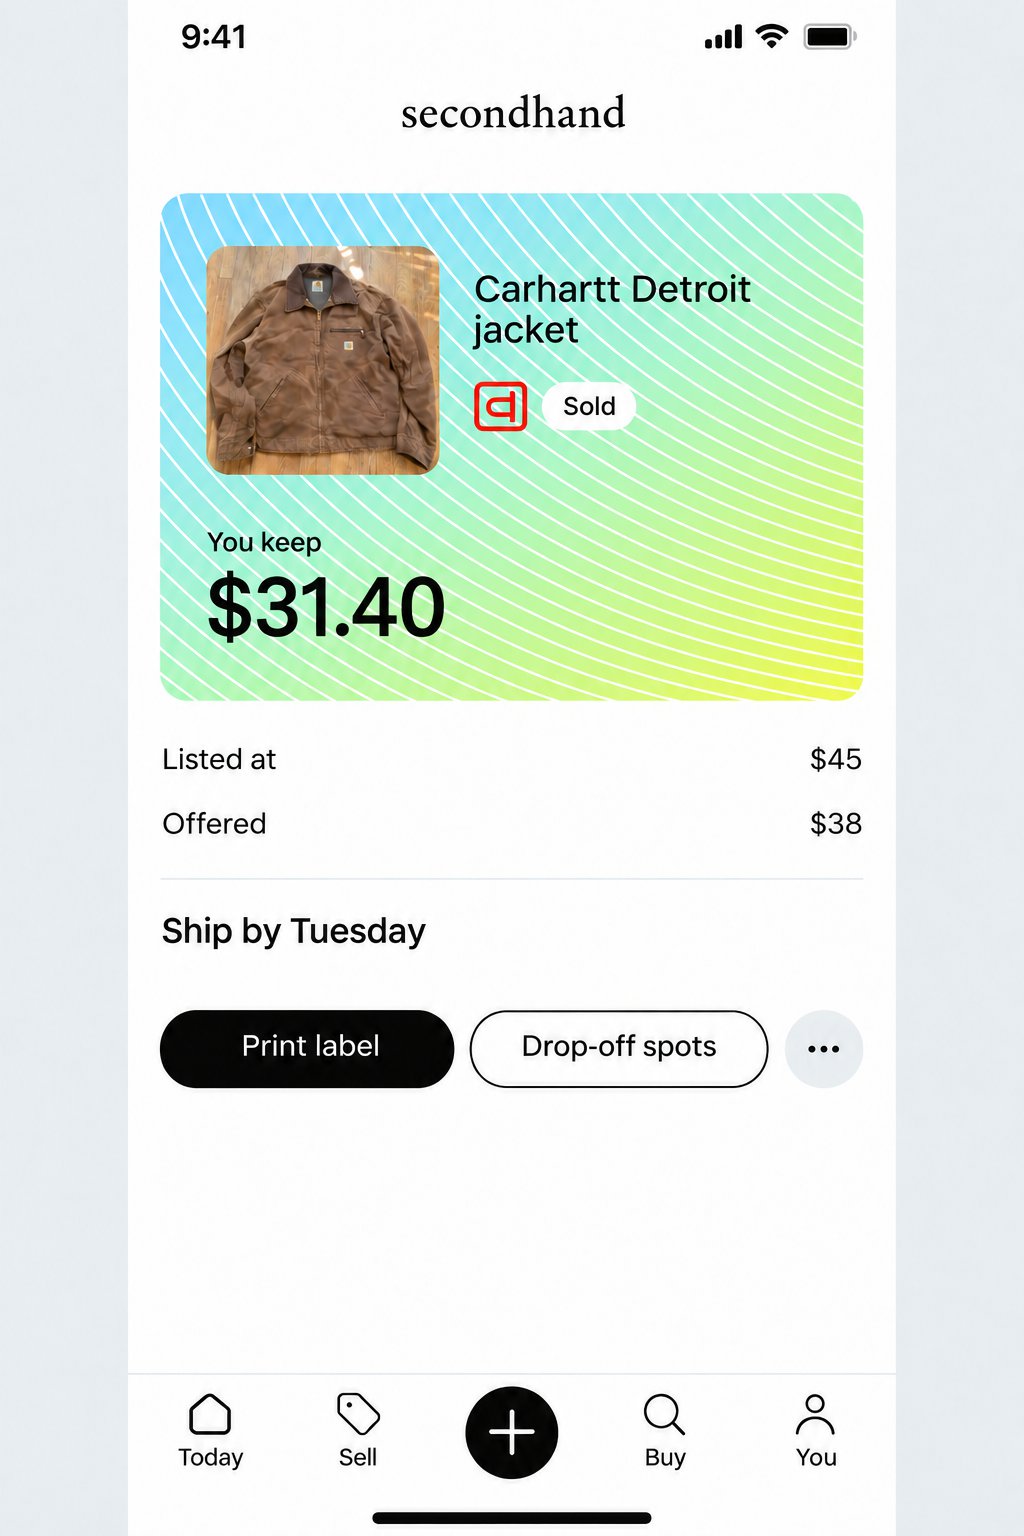 9:41
secondhand
Carhartt Detroit
jacket
Sold
You keep
$31.40
Listed at
$45
Offered
$38
Ship by Tuesday
Print label
Drop-off spots
Today
Sell
Buy
You